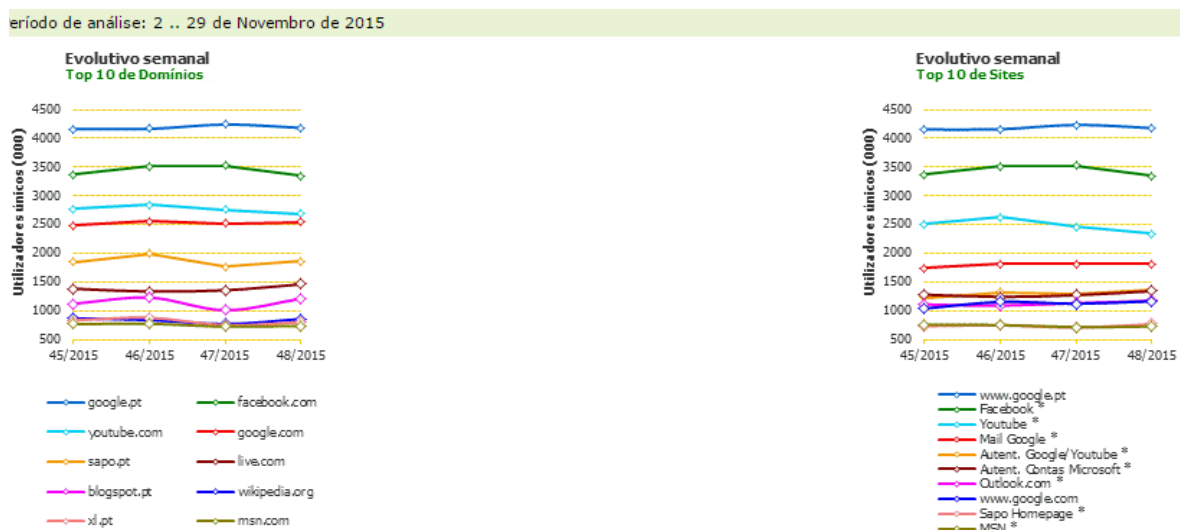 eríodo de análise: 2 .. 29 de Novembro de 2015
Evolutivo semanal
Top 10 de Domínios
Utilizadores únicos (000)
4500
4000
3500
3000
2500
2000
1500
1000
500
45/2015 46/2015 47/2015 48/2015
google.pt facebook.com
youtube.com google.com
sapo.pt live.com
blogspot.pt wikipedia.org
xl.pt msn.com
Evolutivo semanal
Top 10 de Sites
Utilizadores únicos (000)
4500
4000
3500
3000
2500
2000
1500
1000
500
45/2015 46/2015 47/2015 48/2015
www.google.pt
Facebook *
Youtube *
Mail Google *
Autent. Google/Youtube *
Autent. Contas Microsoft *
Outlook.com *
www.google.com
Sapo Homepage *
MSN *